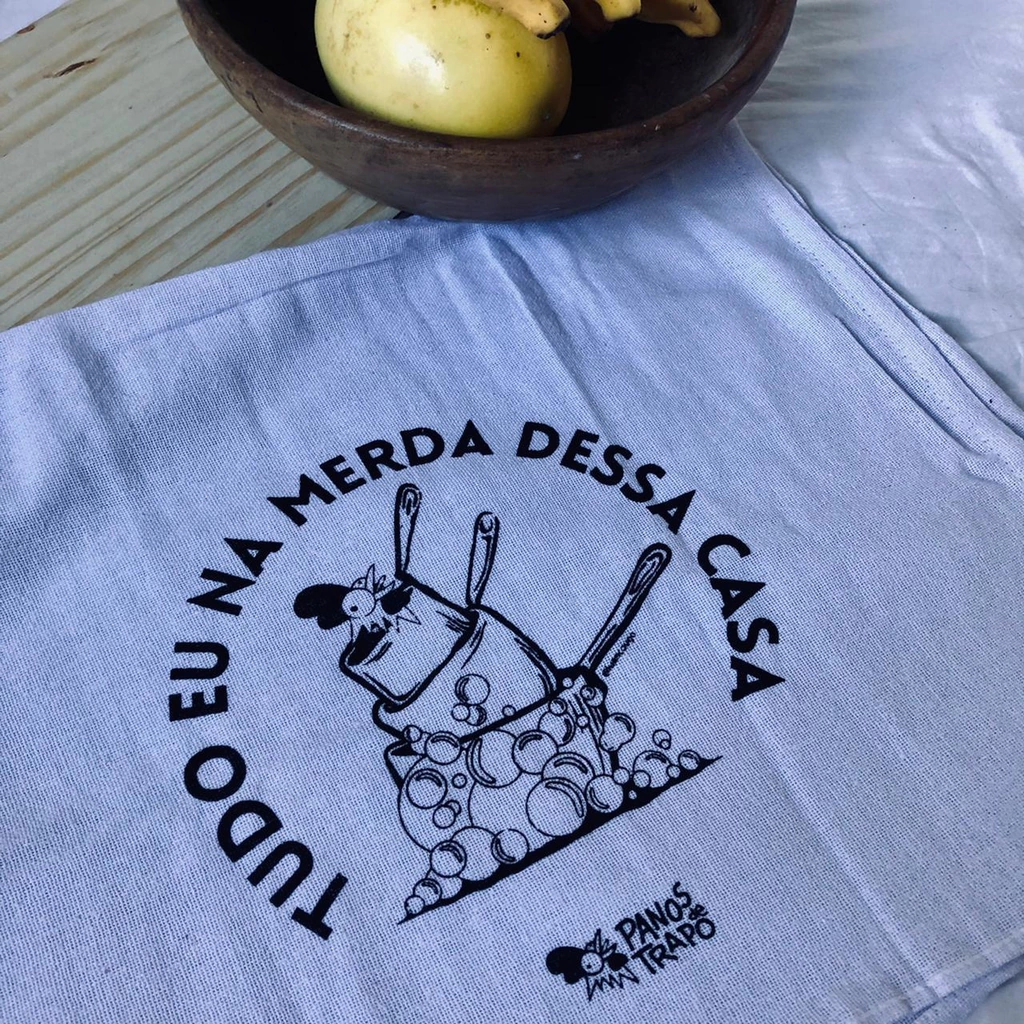 TUDO EU NA MERDA DESSA CASA
PANOS de
TRAPO